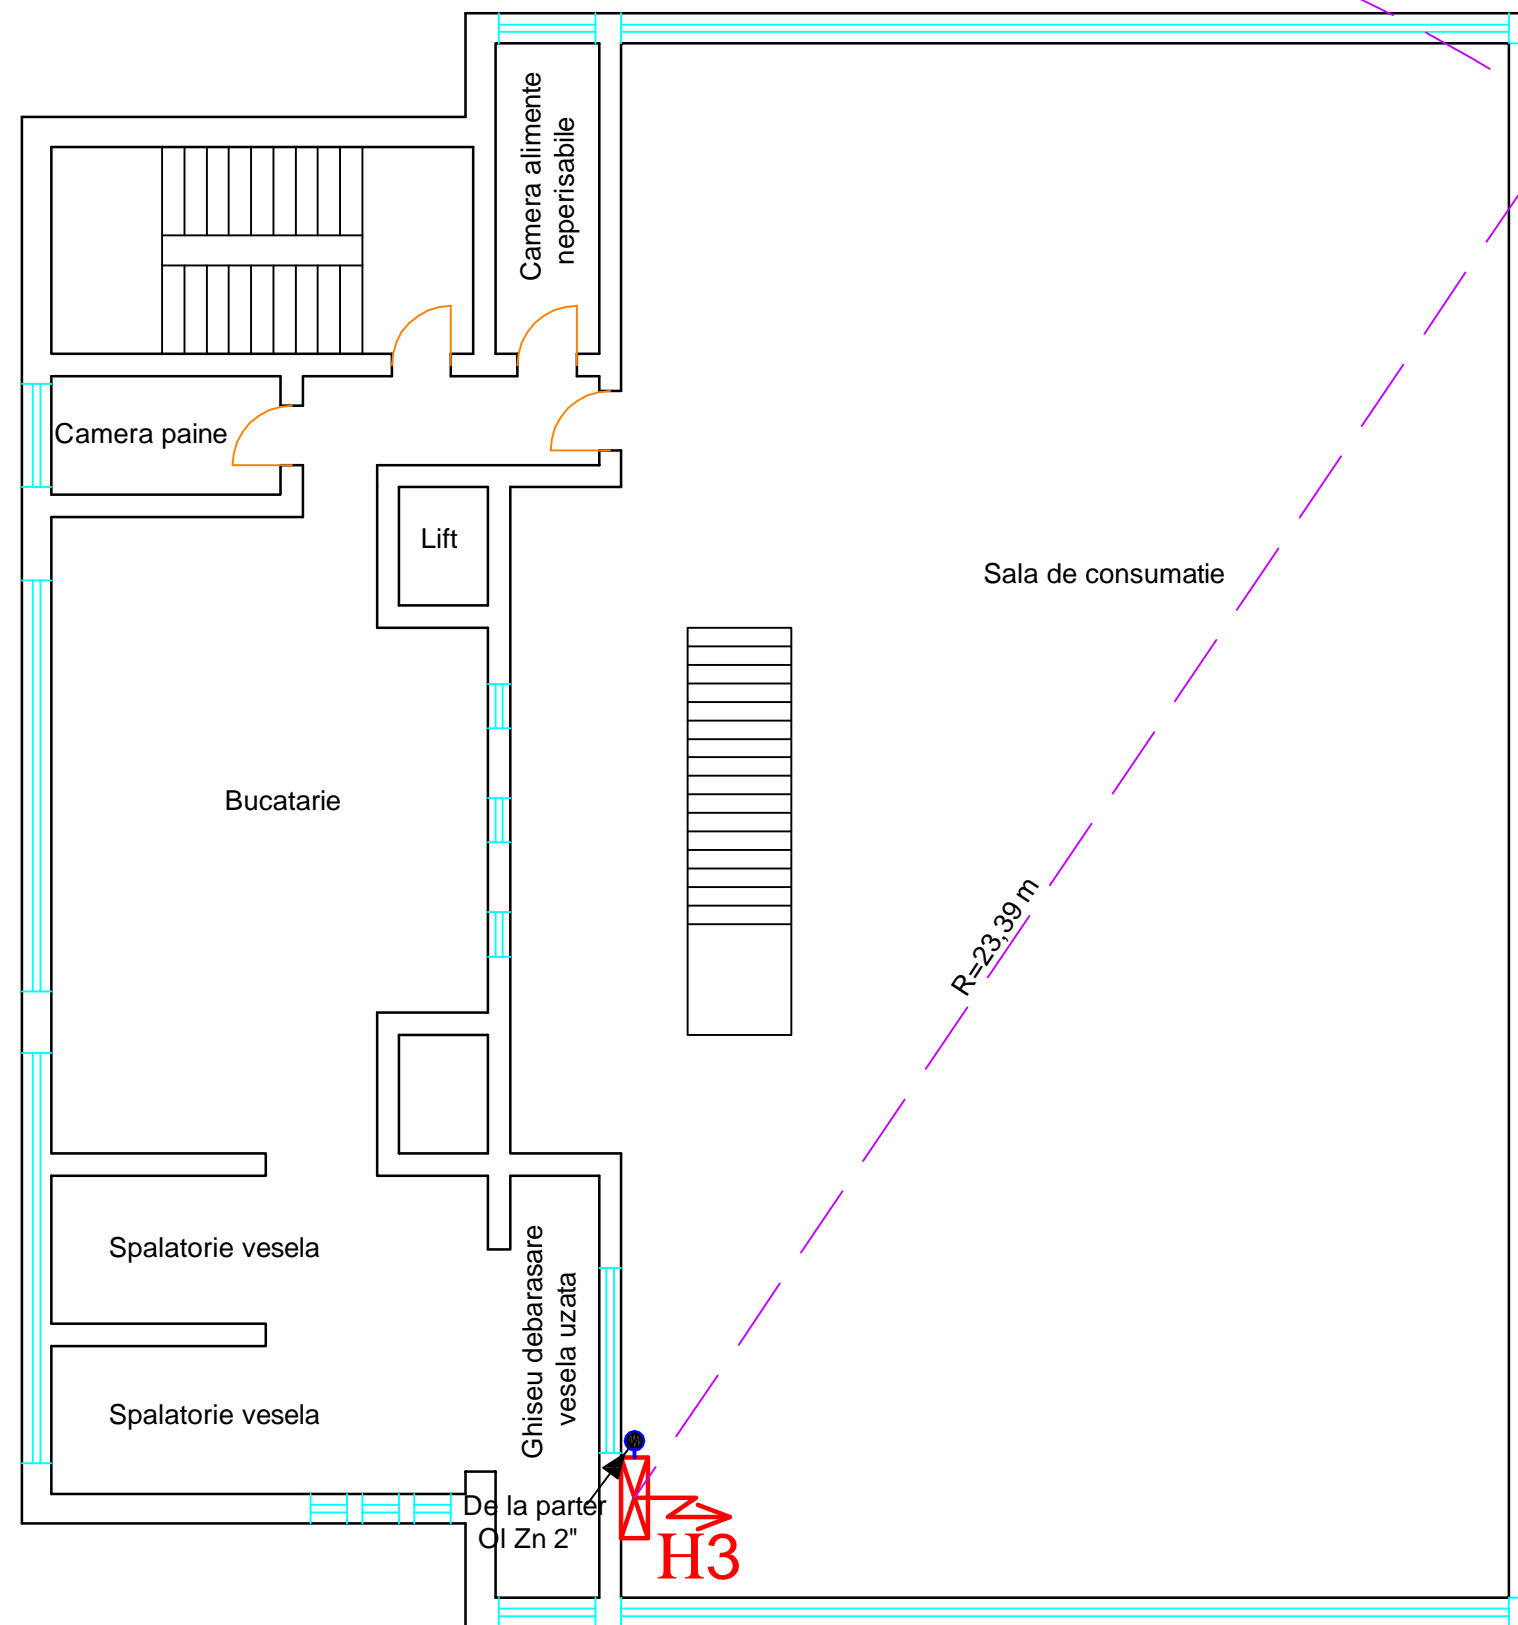 Camera alimente
neperisabile
Camera paine
Lift
Sala de consumatie
Bucatarie
R=23,39 m
Spalatorie vesela
Ghiseu debarasare
vesela uzata
Spalatorie vesela
De la parter
Ol Zn 2"
H3